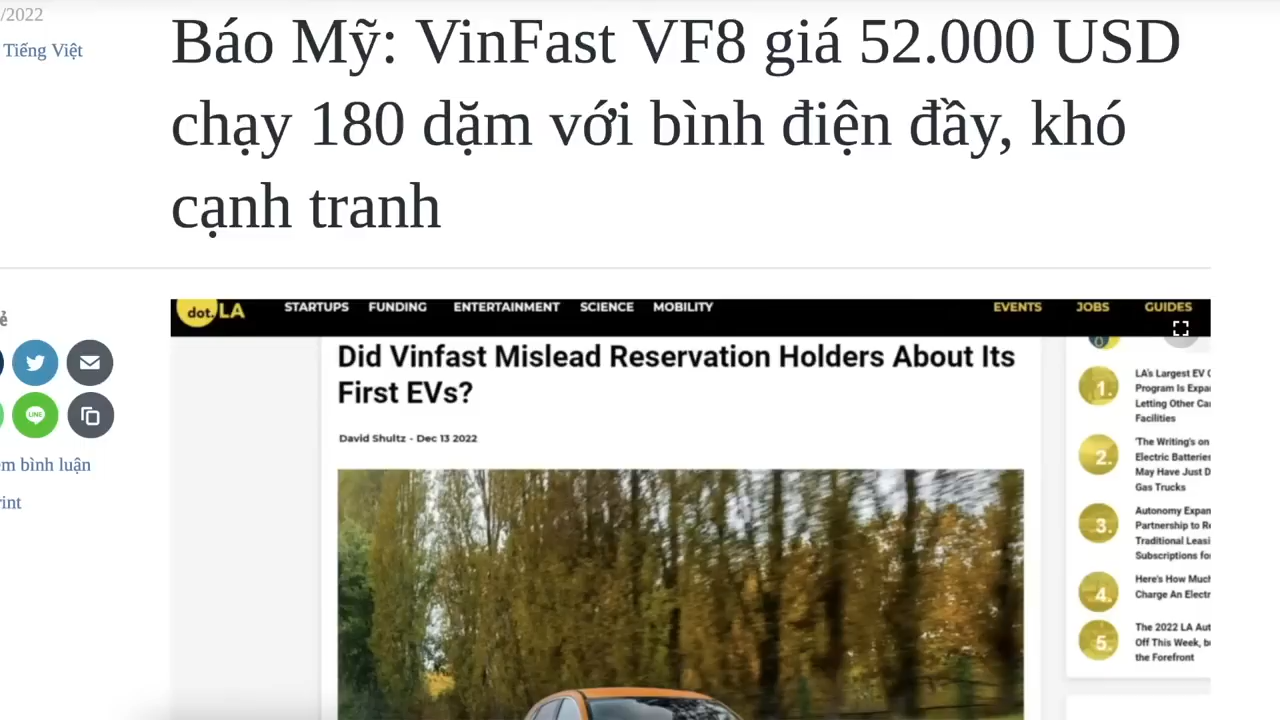 /2022
Tiếng Việt
Báo Mỹ: VinFast VF8 giá 52.000 USD
chạy 180 dặm với bình điện đầy, khó
cạnh tranh
ẻ
LINE
m bình luận
rint
dot.LA
STARTUPS FUNDING ENTERTAINMENT SCIENCE MOBILITY
EVENTS JOBS GUIDES
Did Vinfast Mislead Reservation Holders About Its
First EVs?
David Shultz - Dec 13 2022
1.
LA's Largest EV
Program Is Expa
Letting Other Ca
Facilities
2.
'The Writing's on
Electric Batteries
May Have Just D
Gas Trucks
3.
Autonomy Expan
Partnership to R
Traditional Leasi
Subscriptions fo
4.
Here's How Much
Charge An Electr
5.
The 2022 LA Aut
Off This Week, b
the Forefront